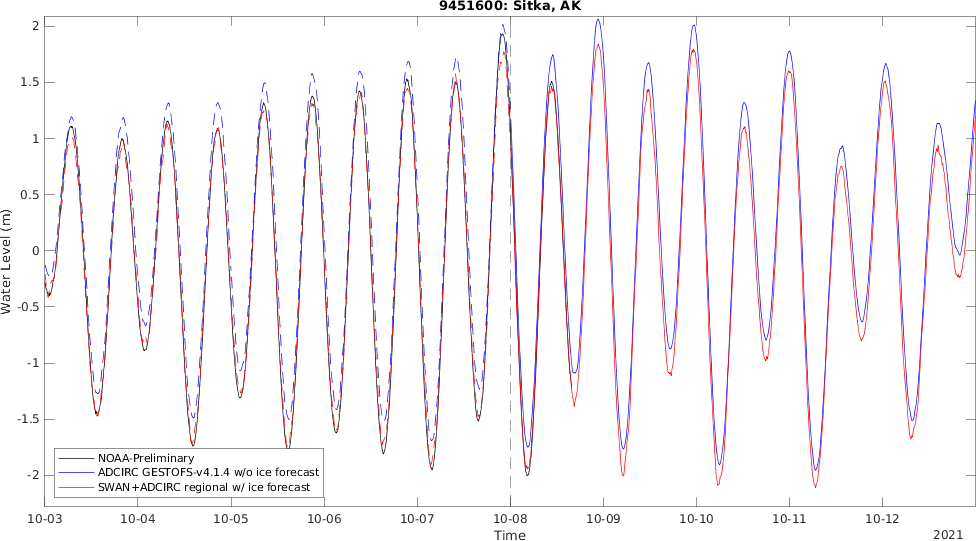 9451600: Sitka, AK
2
1.5
1
0.5
0
-0.5
-1
-1.5
-2
Water Level (m)
NOAA-Preliminary
ADCIRC GESTOFS-v4.1.4 w/o ice forecast
SWAN+ADCIRC regional w/ ice forecast
10-03 10-04 10-05 10-06 10-07 10-08 10-09 10-10 10-11 10-12
Time
2021